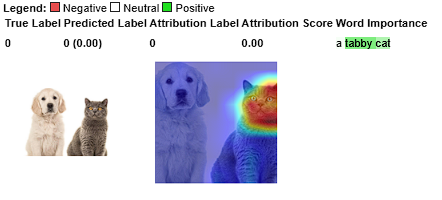 Legend: Negative Neutral Positive
True Label Predicted Label Attribution Label Attribution Score Word Importance
0 0 (0.00) 0 0.00 a tabby cat